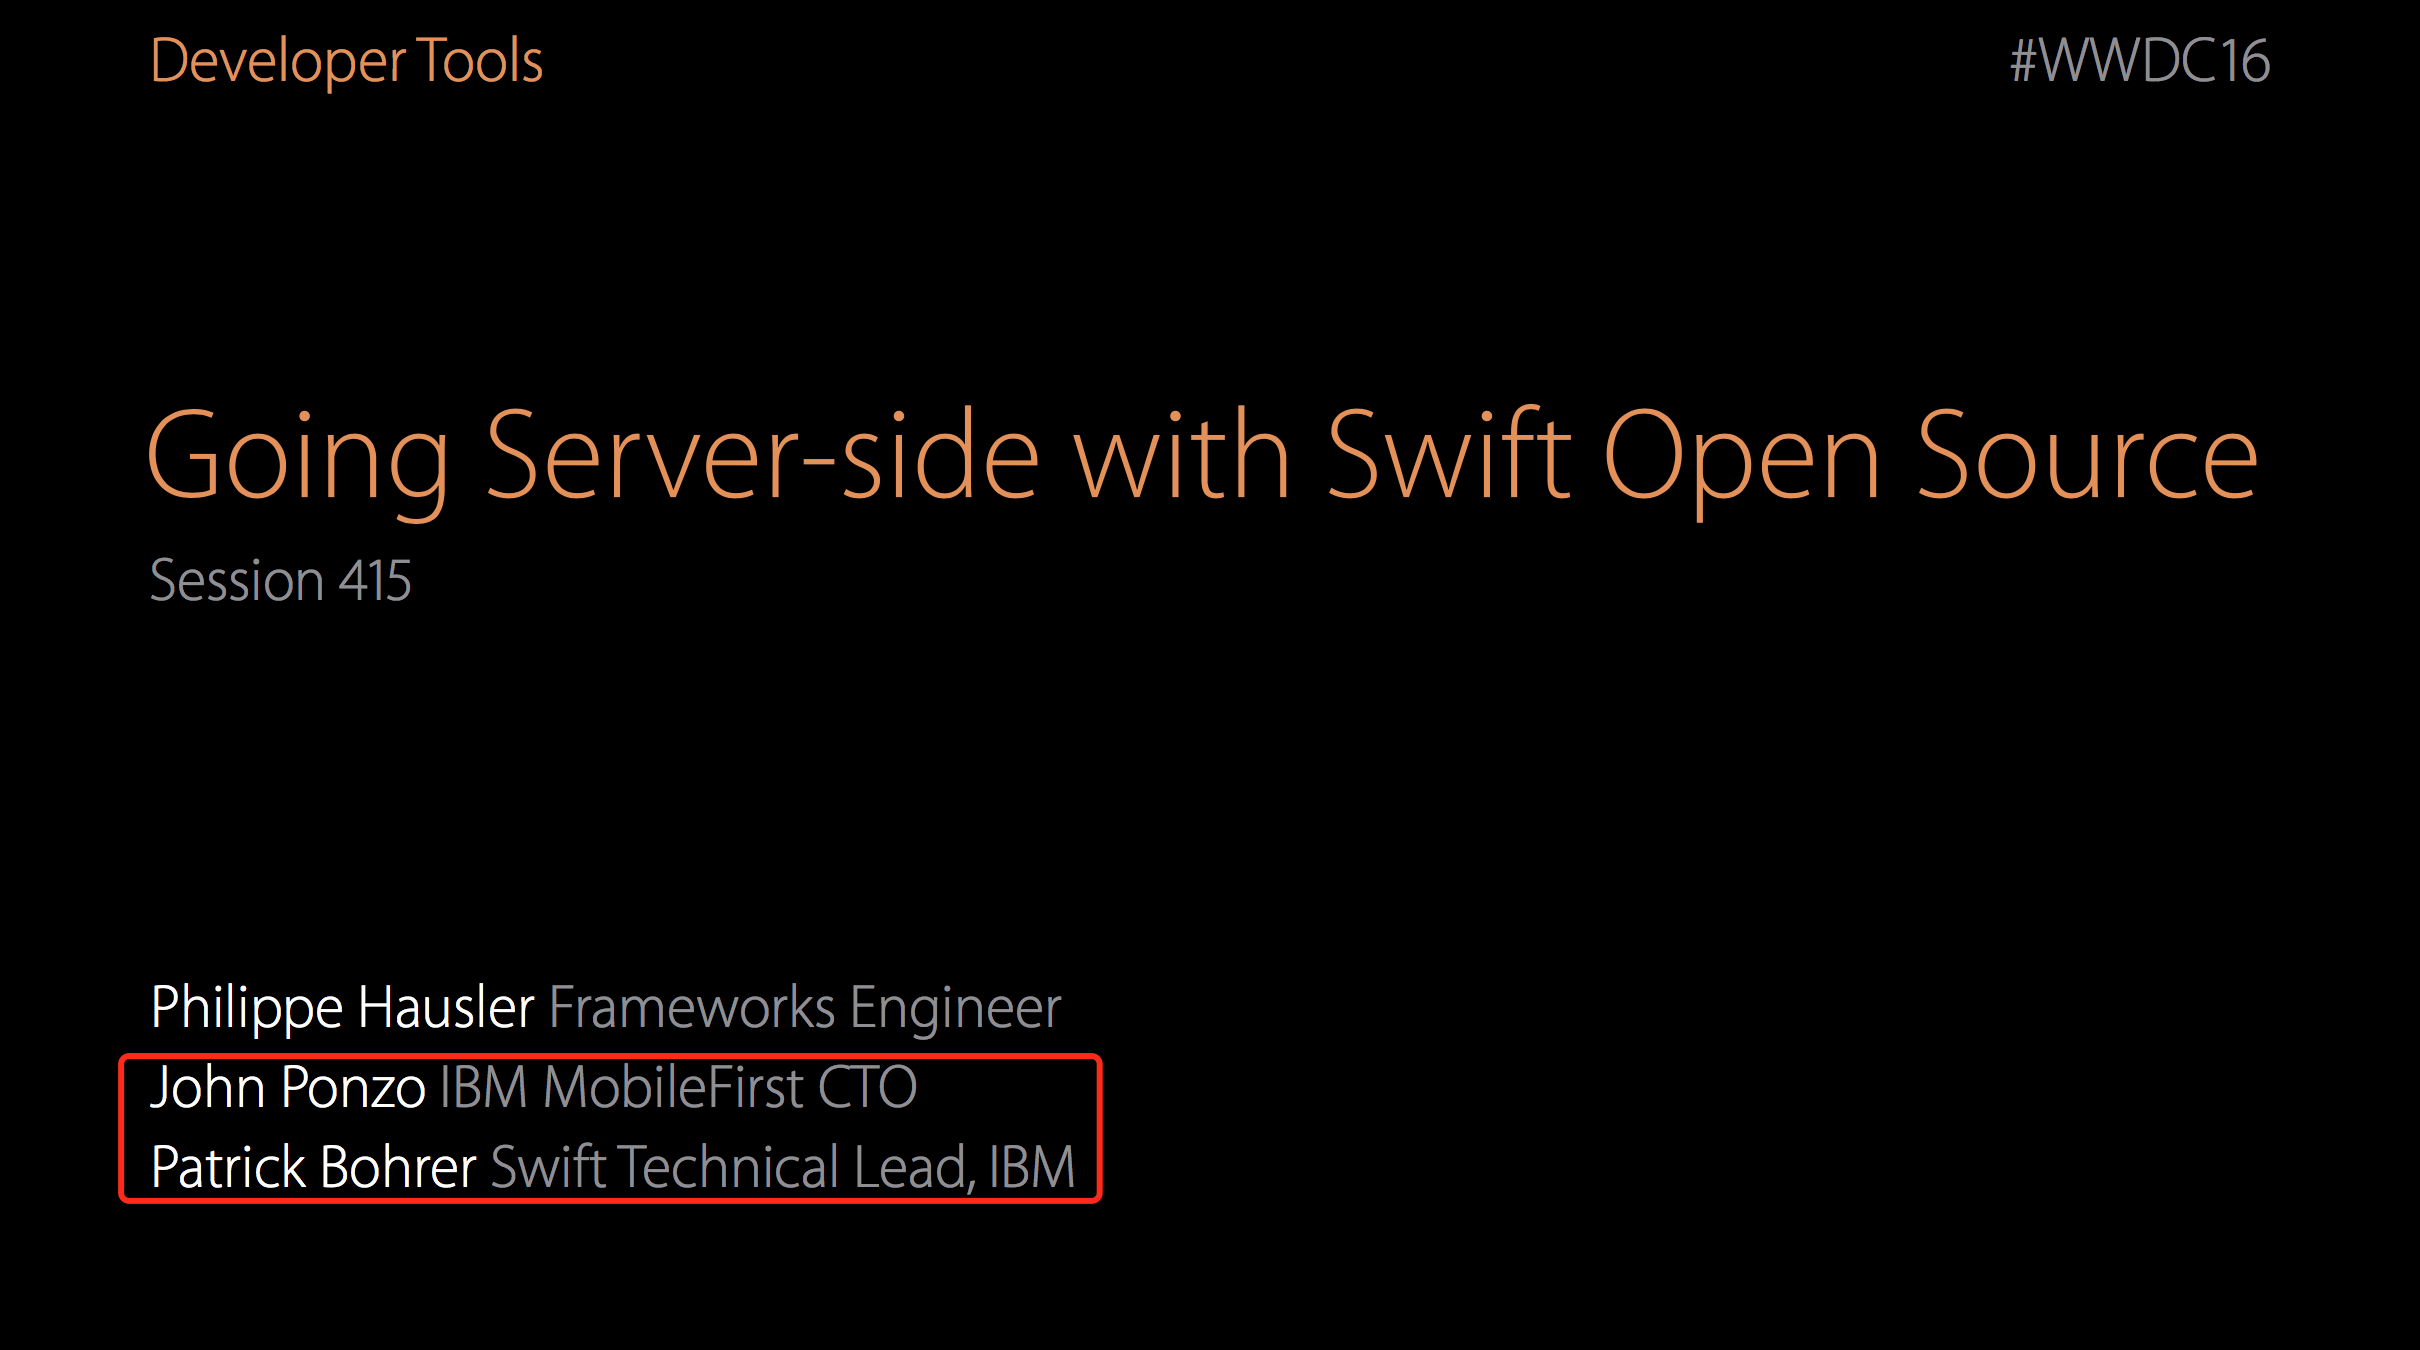 Developer Tools
#WWDC16
Going Server-side with Swift Open Source
Session 415
Philippe Hausler Frameworks Engineer
John Ponzo IBM MobileFirst CTO
Patrick Bohrer Swift Technical Lead, IBM